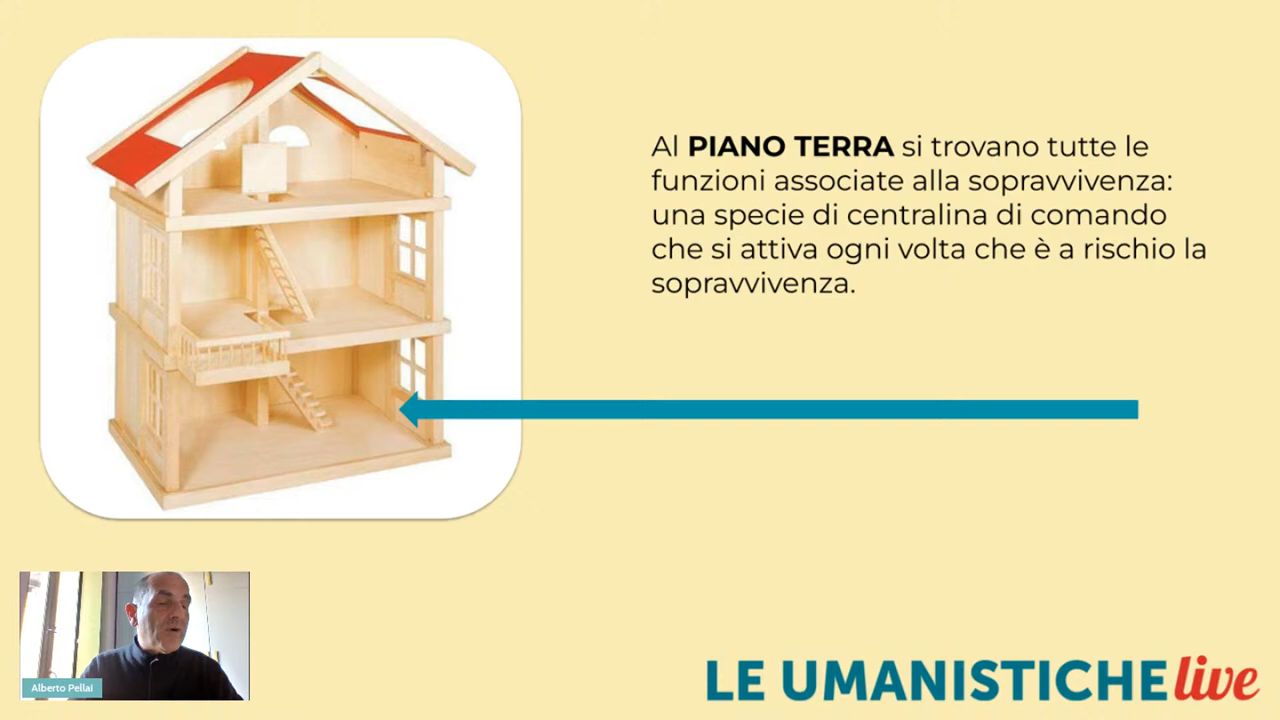 Al PIANO TERRA si trovano tutte le
funzioni associate alla sopravvivenza:
una specie di centralina di comando
che si attiva ogni volta che è a rischio la
sopravvivenza.
Alberto Pellai
LE UMANISTICHE live